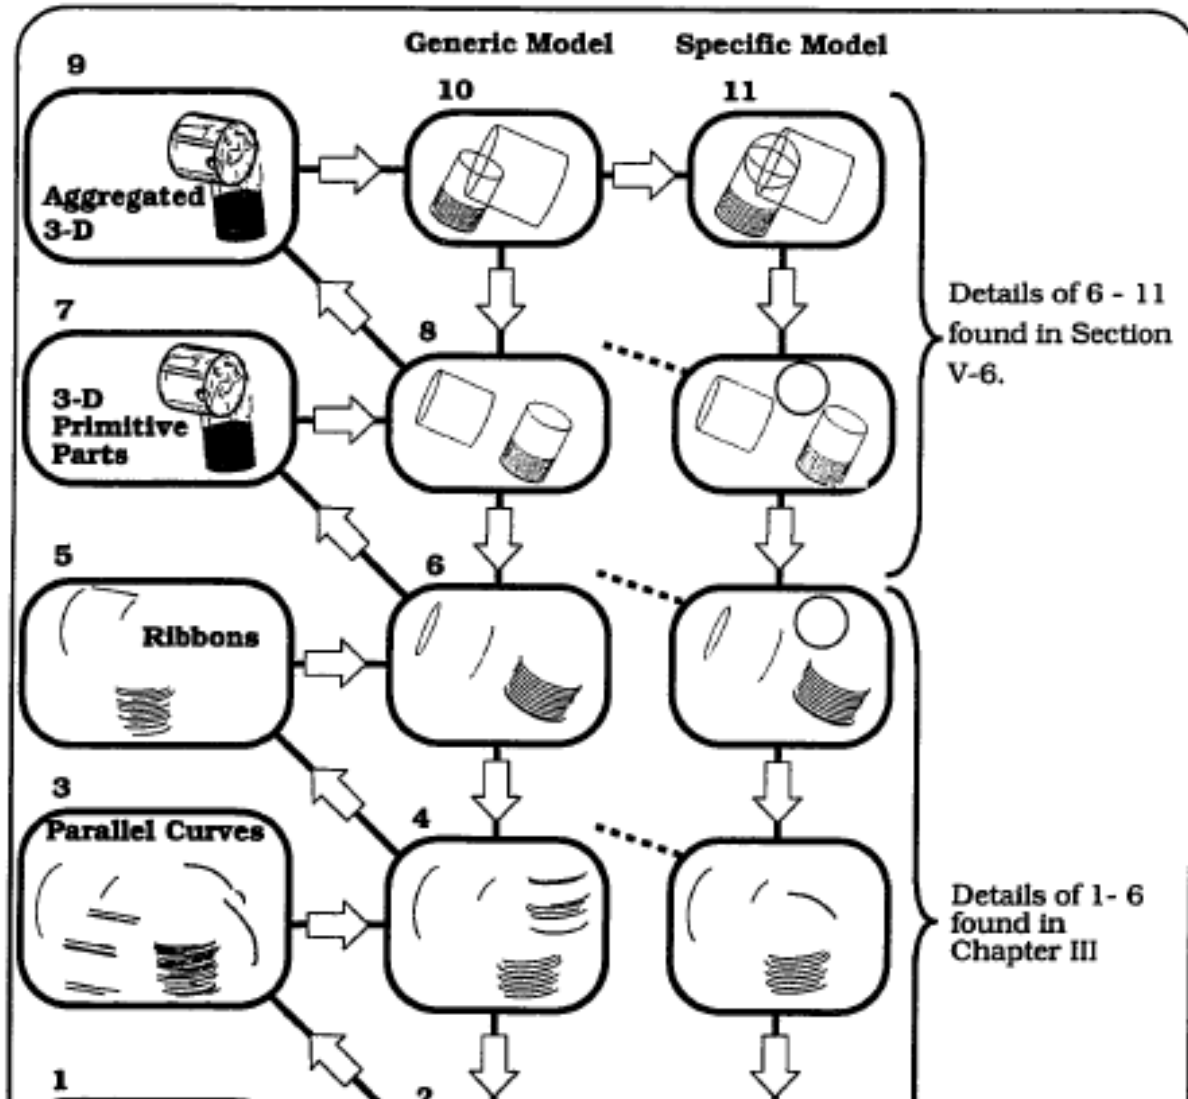 Generic Model
Specific Model
9
10
11
Aggregated
3-D
Details of 6 - 11
found in Section
V-6.
7
8
3-D
Primitive
Parts
5
6
Ribbons
3
4
Parallel Curves
Details of 1- 6
found in
Chapter III
1
2